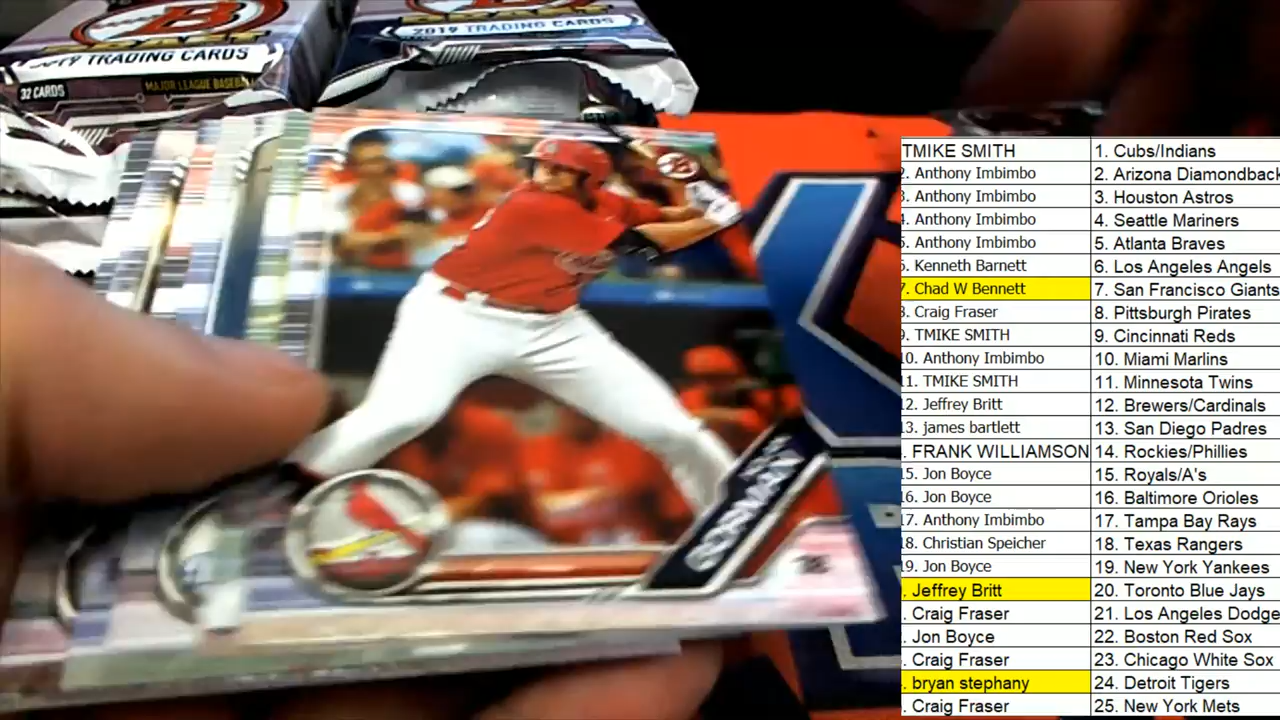 2019 TRADING CARDS
2019 TRADING CARDS
32 CARDS
MAJOR LEAGUE BASEBALL
GORMAN
TMIKE SMITH 1. Cubs/Indians
2. Anthony Imbimbo 2. Arizona Diamondback
3. Anthony Imbimbo 3. Houston Astros
4. Anthony Imbimbo 4. Seattle Mariners
5. Anthony Imbimbo 5. Atlanta Braves
6. Kenneth Barnett 6. Los Angeles Angels
7. Chad W Bennett 7. San Francisco Giants
8. Craig Fraser 8. Pittsburgh Pirates
9. TMIKE SMITH 9. Cincinnati Reds
10. Anthony Imbimbo 10. Miami Marlins
11. TMIKE SMITH 11. Minnesota Twins
12. Jeffrey Britt 12. Brewers/Cardinals
13. james bartlett 13. San Diego Padres
. FRANK WILLIAMSON 14. Rockies/Phillies
15. Jon Boyce 15. Royals/A's
16. Jon Boyce 16. Baltimore Orioles
17. Anthony Imbimbo 17. Tampa Bay Rays
18. Christian Speicher 18. Texas Rangers
19. Jon Boyce 19. New York Yankees
. Jeffrey Britt 20. Toronto Blue Jays
. Craig Fraser 21. Los Angeles Dodge
. Jon Boyce 22. Boston Red Sox
. Craig Fraser 23. Chicago White Sox
. bryan stephany 24. Detroit Tigers
. Craig Fraser 25. New York Mets